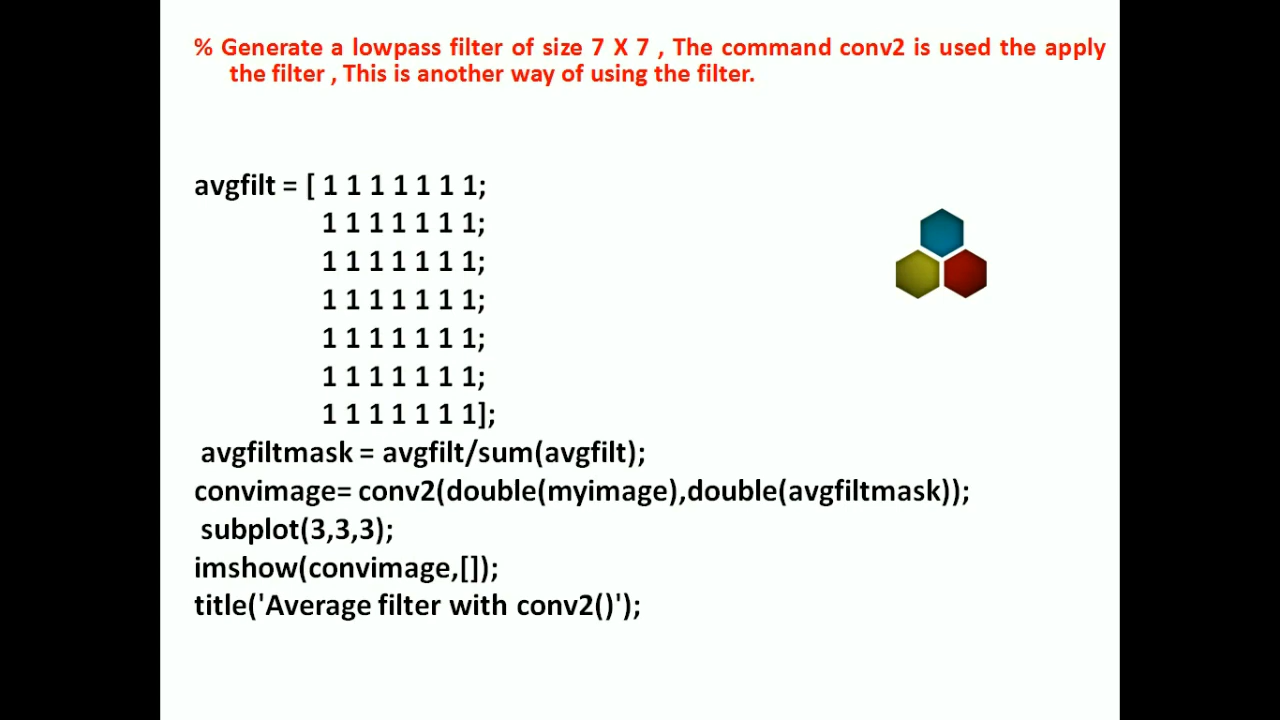 % Generate a lowpass filter of size 7 X 7 , The command conv2 is used the apply
the filter , This is another way of using the filter.
avgfilt = [ 1 1 1 1 1 1 1;
1 1 1 1 1 1 1;
1 1 1 1 1 1 1;
1 1 1 1 1 1 1;
1 1 1 1 1 1 1;
1 1 1 1 1 1 1;
1 1 1 1 1 1 1];
avgfiltmask = avgfilt/sum(avgfilt);
convimage= conv2(double(myimage),double(avgfiltmask));
subplot(3,3,3);
imshow(convimage,[]);
title('Average filter with conv2()');